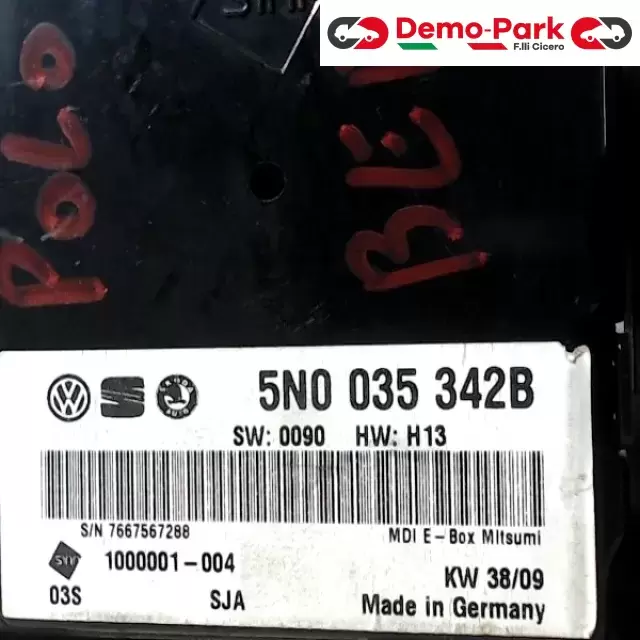 Demo-Park
F.lli Cicero
POLO
5N0 035 342B
SW: 0090 HW: H13
S/N 7667567288
MDI E-Box Mitsumi
1000001-004
KW 38/09
03S SJA Made in Germany